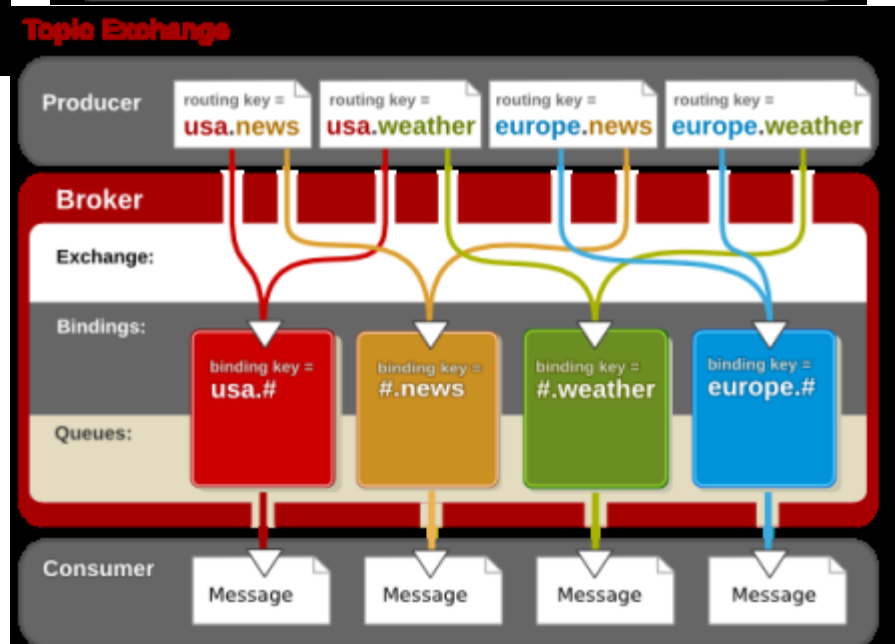 Topic Exchange
Producer
routing key =
usa.news
routing key =
usa.weather
routing key =
europe.news
routing key =
europe.weather
Broker
Exchange:
Bindings:
binding key =
usa.#
binding key =
#.news
binding key =
#.weather
binding key =
europe.#
Queues:
Consumer
Message
Message
Message
Message